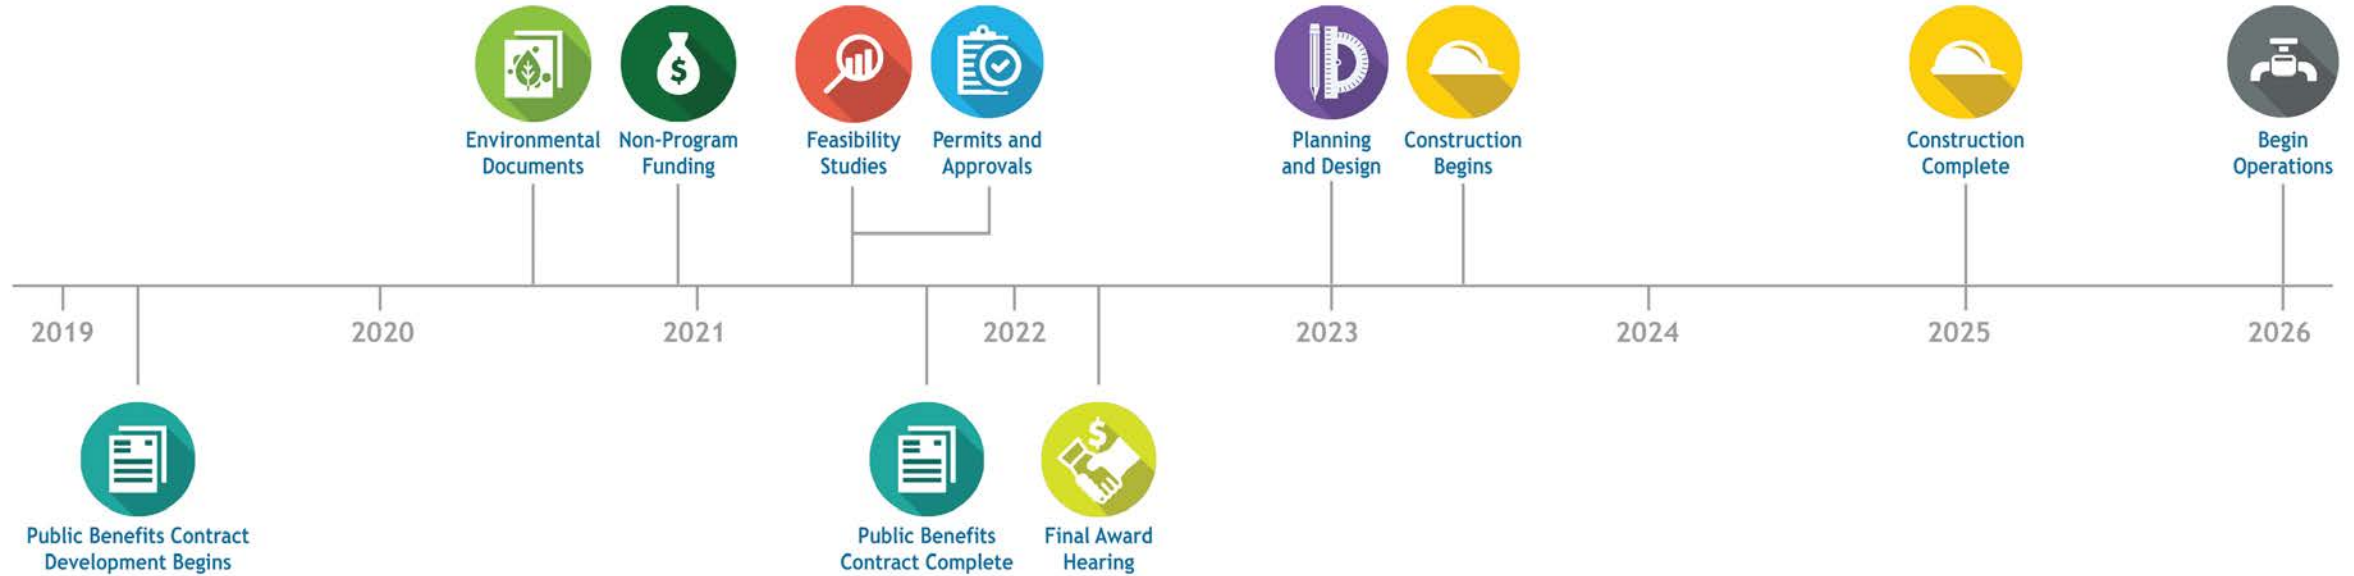 Environmental
Documents
Non-Program
Funding
Feasibility
Studies
Permits and
Approvals
Planning
and Design
Construction
Begins
Construction
Complete
Begin
Operations
$
2019
2020
2021
2022
2023
2024
2025
2026
$
Public Benefits Contract
Development Begins
Public Benefits
Contract Complete
Final Award
Hearing